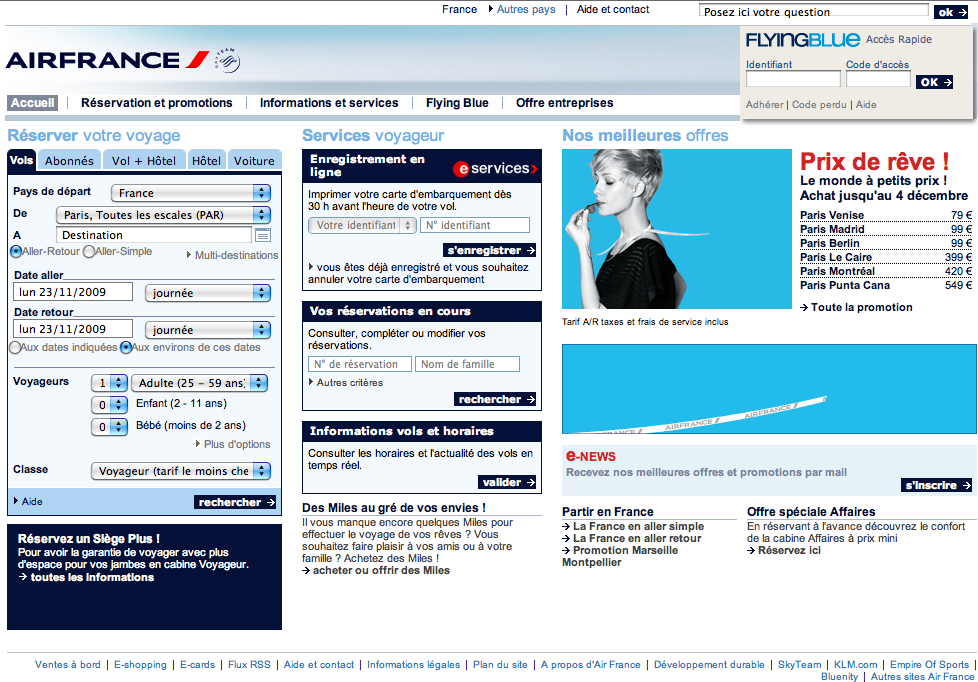 France Autres pays | Aide et contact
Posez ici votre question ok
AIRFRANCE
FLYINGBLUE Accès Rapide
Identifiant Code d'accès
OK
Adhérer | Code perdu | Aide
Accueil | Réservation et promotions | Informations et services | Flying Blue | Offre entreprises
Réserver votre voyage
Vols Abonnés Vol + Hôtel Hôtel Voiture
Pays de départ France
De Paris, Toutes les escales (PAR)
A Destination
Aller-Retour Aller-Simple Multi-destinations
Date aller
lun 23/11/2009 journée
Date retour
lun 23/11/2009 journée
Aux dates indiquées Aux environs de ces dates
Voyageurs 1 Adulte (25 – 59 ans)
0 Enfant (2 - 11 ans)
0 Bébé (moins de 2 ans)
Plus d'options
Classe Voyageur (tarif le moins che
Aide rechercher
Réservez un Siège Plus !
Pour avoir la garantie de voyager avec plus
d'espace pour vos jambes en cabine Voyageur.
toutes les informations
Services voyageur
Enregistrement en
ligne
e services
Imprimer votre carte d'embarquement dès
30 h avant l'heure de votre vol.
Votre identifiant N° identifiant
s'enregistrer
vous êtes déjà enregistré et vous souhaitez
annuler votre carte d'embarquement
Vos réservations en cours
Consulter, compléter ou modifier vos
réservations.
N° de réservation Nom de famille
Autres critères
rechercher
Informations vols et horaires
Consulter les horaires et l'actualité des vols en
temps réel.
valider
Des Miles au gré de vos envies !
Il vous manque encore quelques Miles pour
effectuer le voyage de vos rêves ? Vous
souhaitez faire plaisir à vos amis ou à votre
famille ? Achetez des Miles !
acheter ou offrir des Miles
Nos meilleures offres
Prix de rêve !
Le monde à petits prix !
Achat jusqu'au 4 décembre
Paris Venise 79 €
Paris Madrid 99 €
Paris Berlin 99 €
Paris Le Caire 399 €
Paris Montréal 420 €
Paris Punta Cana 549 €
Toute la promotion
Tarif A/R taxes et frais de service inclus
AIRFRANCE AIRFRANCE AIRFRANCE
e-NEWS
Recevez nos meilleures offres et promotions par mail
s'inscrire
Partir en France
La France en aller simple
La France en aller retour
Promotion Marseille
Montpellier
Offre spéciale Affaires
En réservant à l'avance découvrez le confort
de la cabine Affaires à prix mini
Réservez ici
Ventes à bord | E-shopping | E-cards | Flux RSS | Aide et contact | Informations légales | Plan du site | A propos d'Air France | Développement durable | SkyTeam | KLM.com | Empire Of Sports |
Bluenity | Autres sites Air France